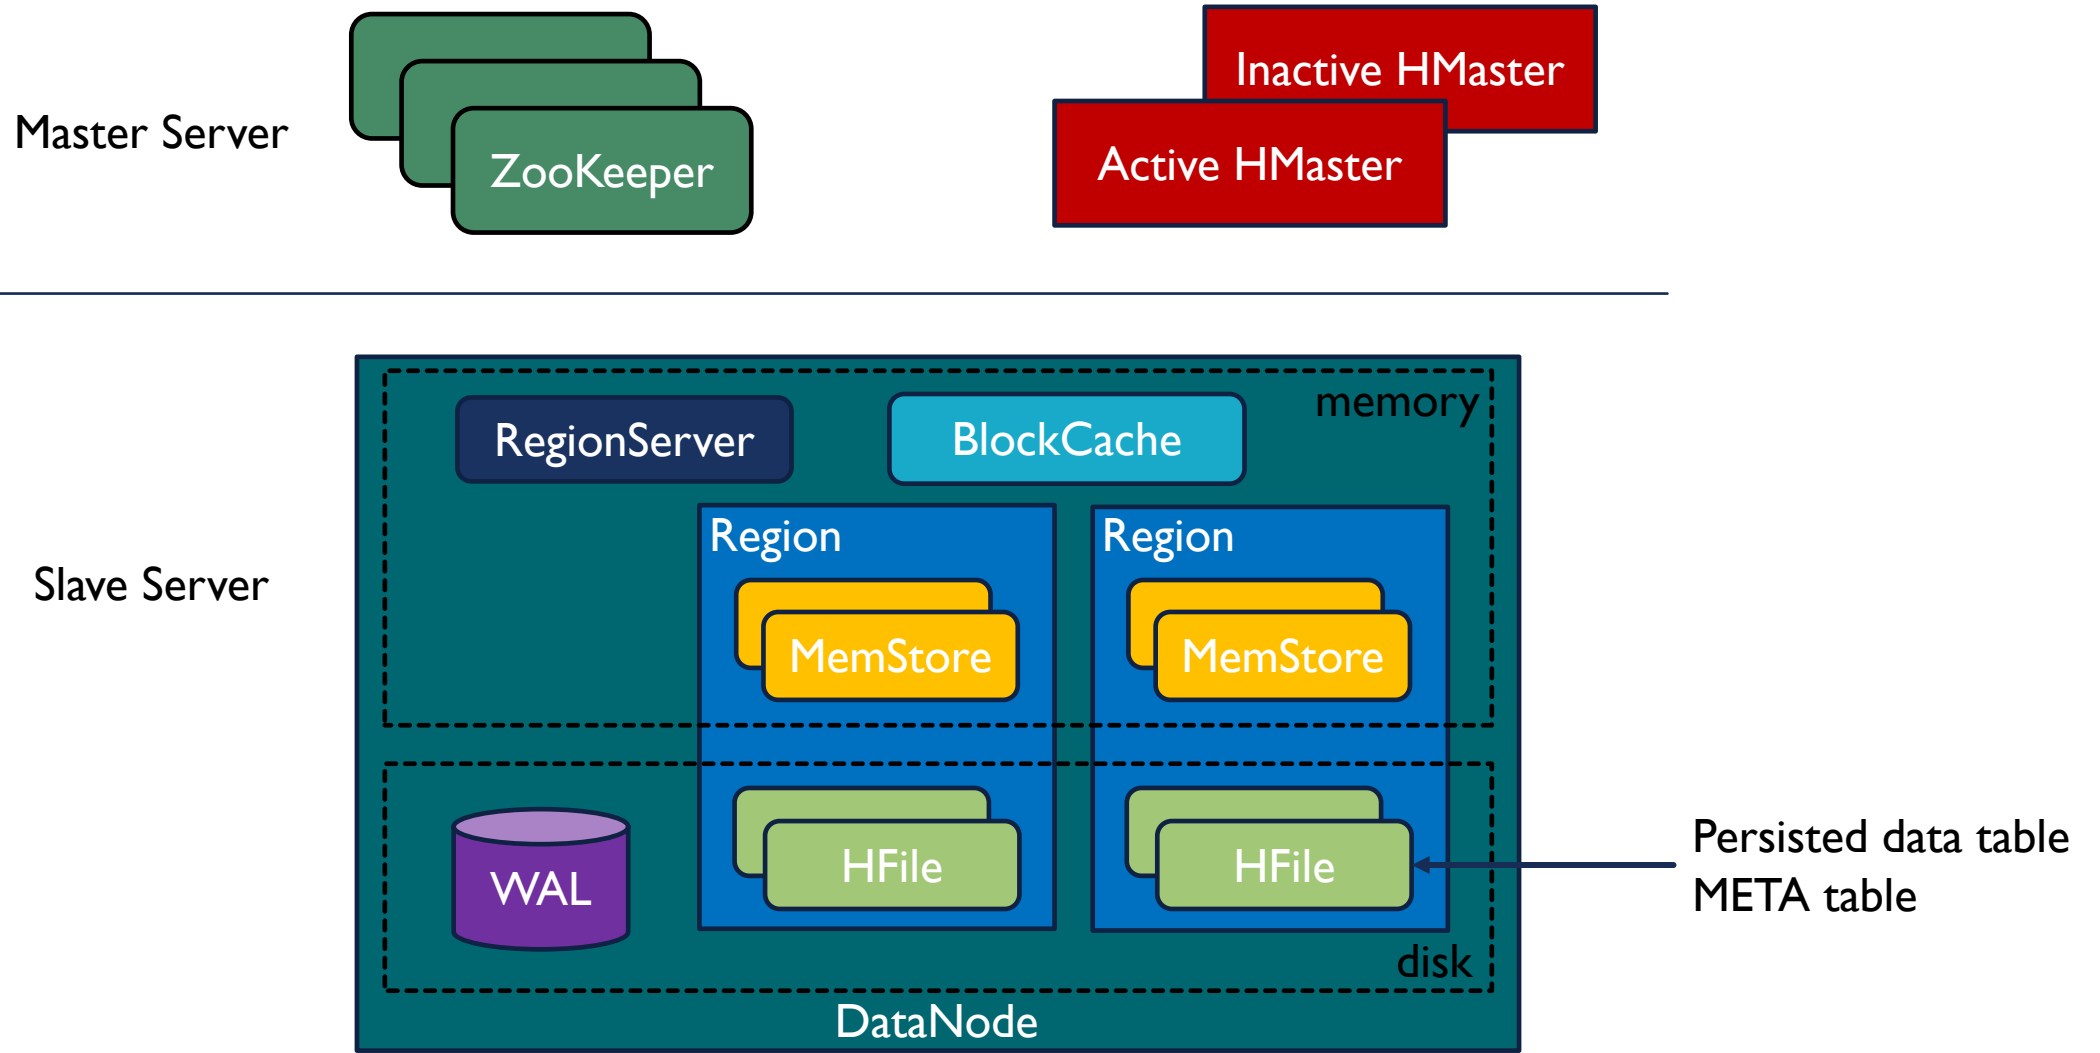 Master Server
ZooKeeper
Inactive HMaster
Active HMaster
Slave Server
memory
RegionServer
BlockCache
Region
Region
MemStore
MemStore
WAL
HFile
HFile
disk
DataNode
Persisted data table
META table